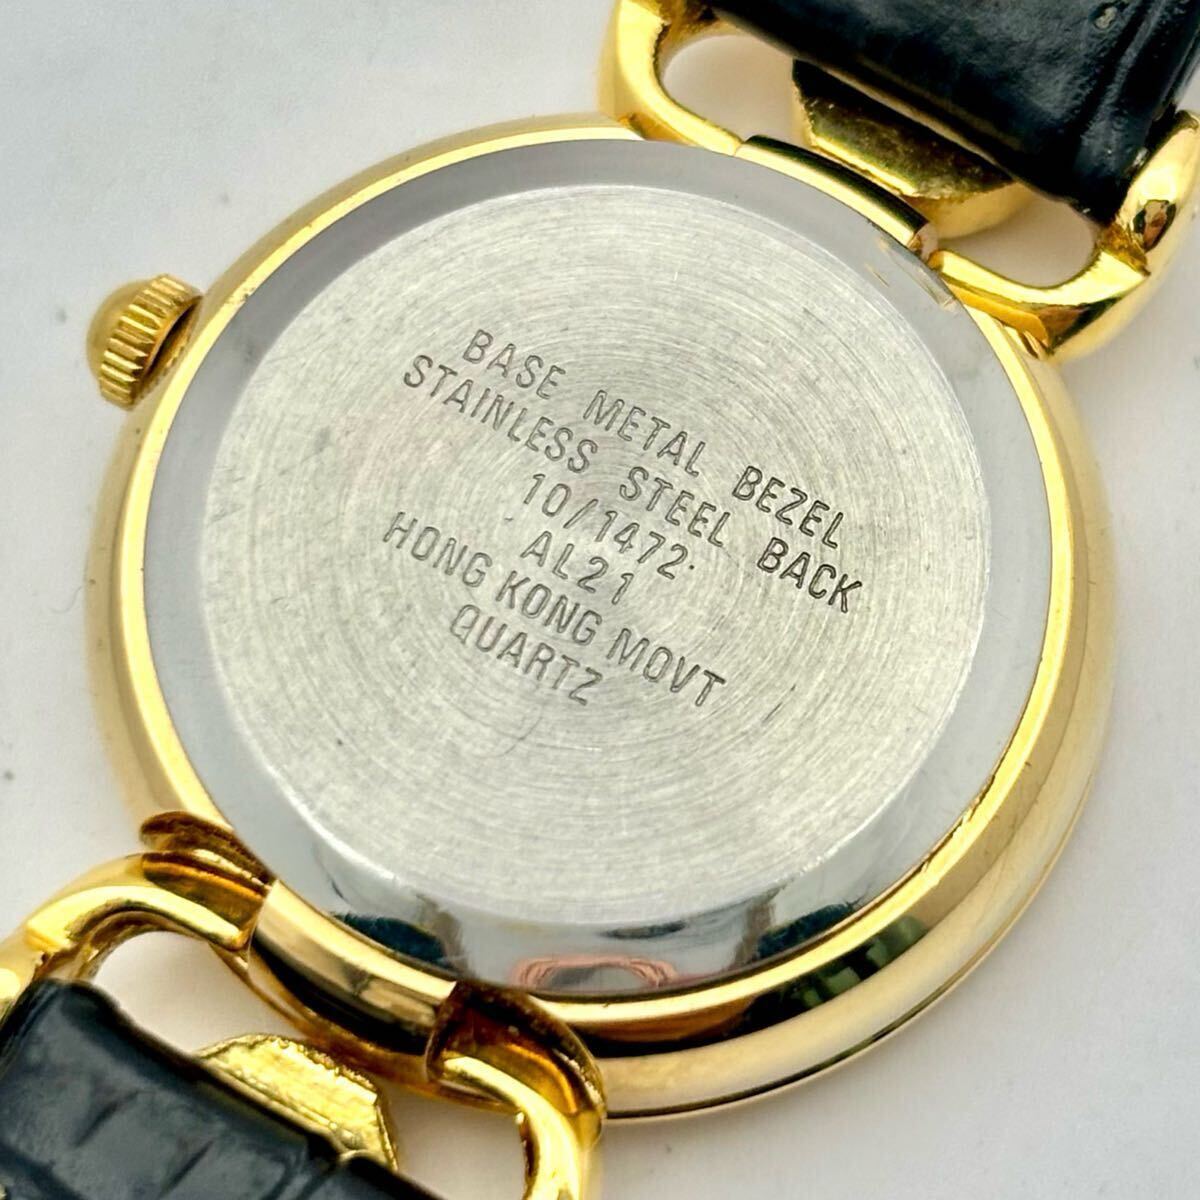 BASE METAL BEZEL
STAINLESS STEEL BACK
10/1472.
AL21
HONG KONG MOVT
QUARTZ